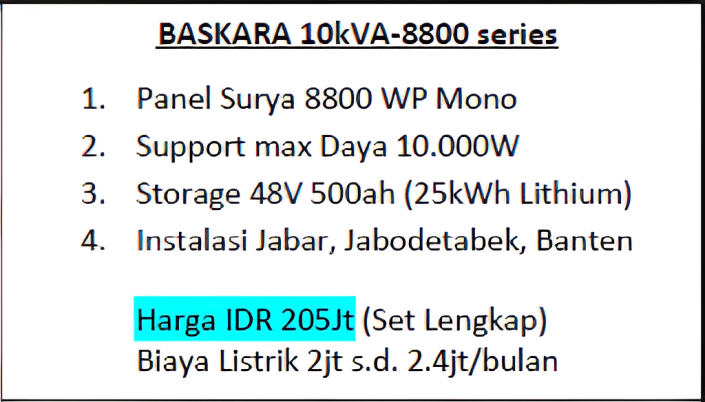 BASKARA 10kVA-8800 series
1. Panel Surya 8800 WP Mono
2. Support max Daya 10.000W
3. Storage 48V 500ah (25kWh Lithium)
4. Instalasi Jabar, Jabodetabek, Banten
Harga IDR 205Jt (Set Lengkap)
Biaya Listrik 2jt s.d. 2.4jt/bulan